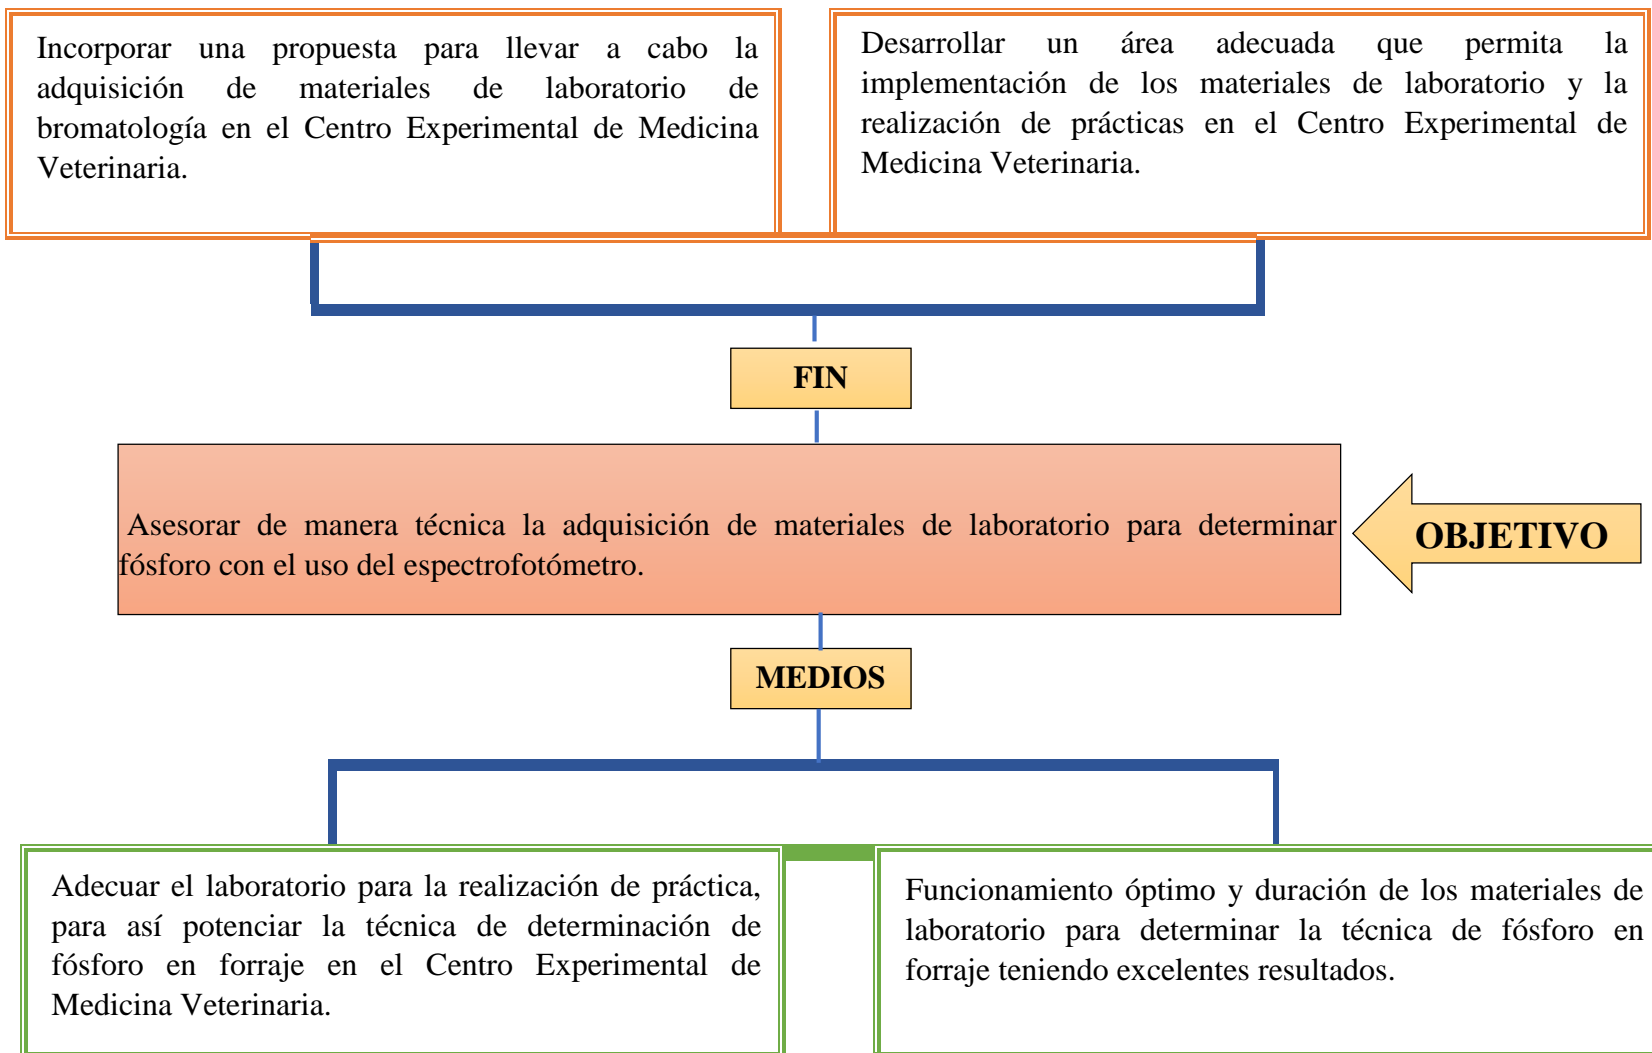 Incorporar una propuesta para llevar a cabo la
adquisición de materiales de laboratorio de
bromatología en el Centro Experimental de Medicina
Veterinaria.
Desarrollar un área adecuada que permita la
implementación de los materiales de laboratorio y la
realización de prácticas en el Centro Experimental de
Medicina Veterinaria.
FIN
Asesorar de manera técnica la adquisición de materiales de laboratorio para determinar
fósforo con el uso del espectrofotómetro.
OBJETIVO
MEDIOS
Adecuar el laboratorio para la realización de práctica,
para así potenciar la técnica de determinación de
fósforo en forraje en el Centro Experimental de
Medicina Veterinaria.
Funcionamiento óptimo y duración de los materiales de
laboratorio para determinar la técnica de fósforo en
forraje teniendo excelentes resultados.